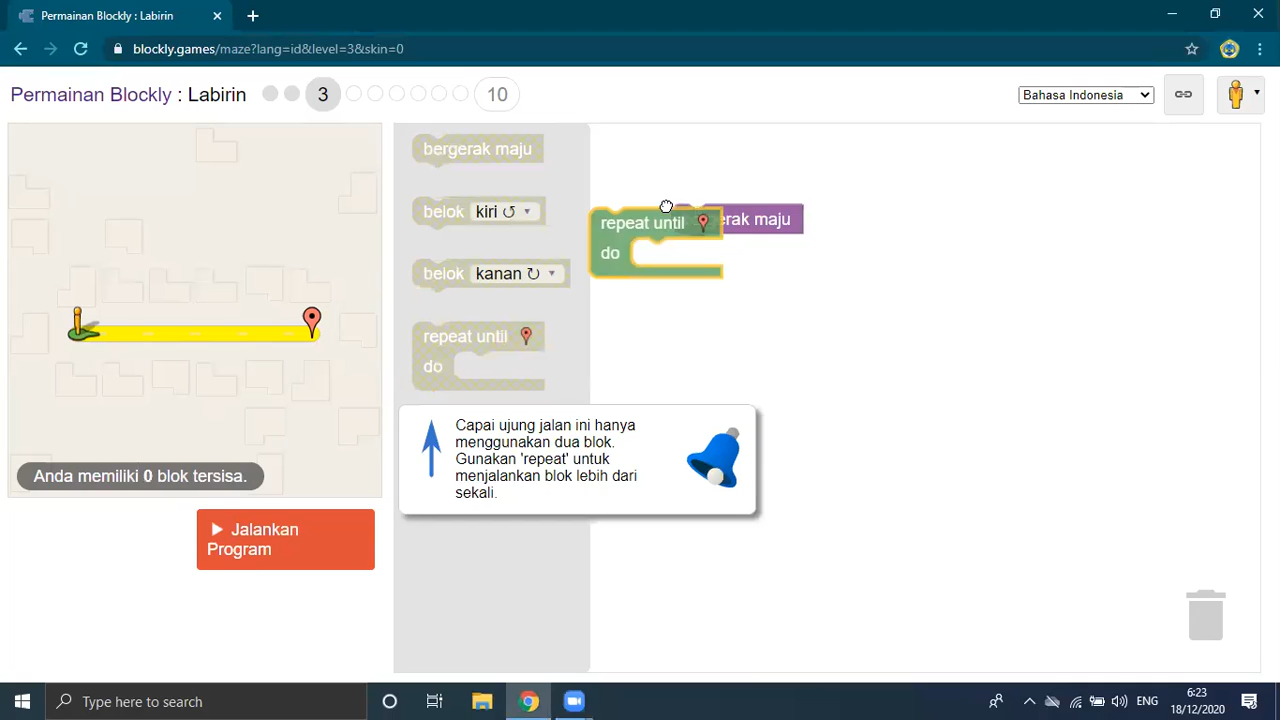 Permainan Blockly : Labirin
blockly.games/maze?lang=id&level=3&skin=0
Permainan Blockly : Labirin 3 10
Bahasa Indonesia
bergerak maju
belok kiri ↺
belok kanan ↻
repeat until
do
repeat until
do
erak maju
Capai ujung jalan ini hanya
menggunakan dua blok.
Gunakan 'repeat' untuk
menjalankan blok lebih dari
sekali.
Anda memiliki 0 blok tersisa.
Jalankan
Program
Type here to search
ENG
6:23
18/12/2020